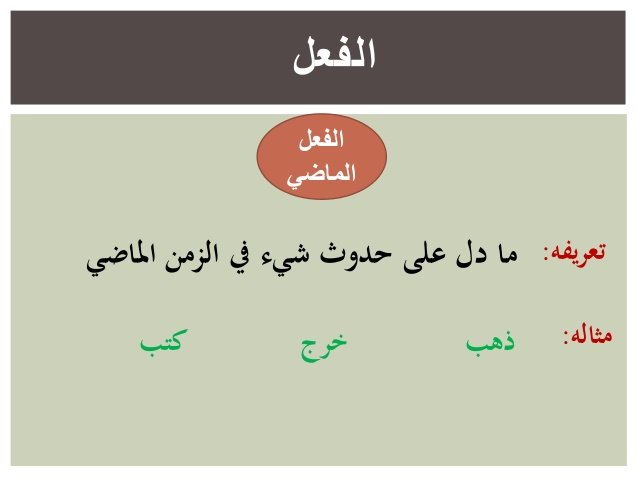 الفعل
الفعل
الماضي
تعريفه: ما دل على حدوث شيء في الزمن الماضي
مثاله: ذهب خرج كتب